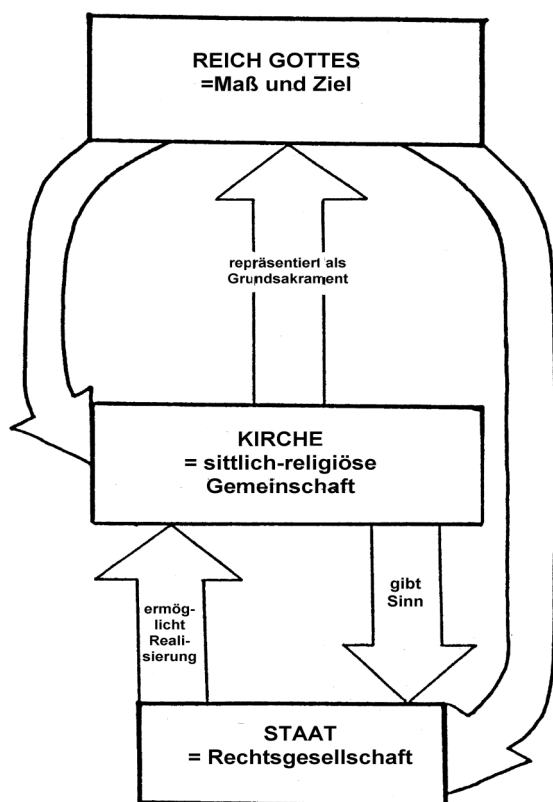 REICH GOTTES
=Maß und Ziel
repräsentiert als
Grundsakrament
KIRCHE
= sittlich-religiöse
Gemeinschaft
ermög-
licht
Reali-
sierung
gibt
Sinn
STAAT
= Rechtsgesellschaft